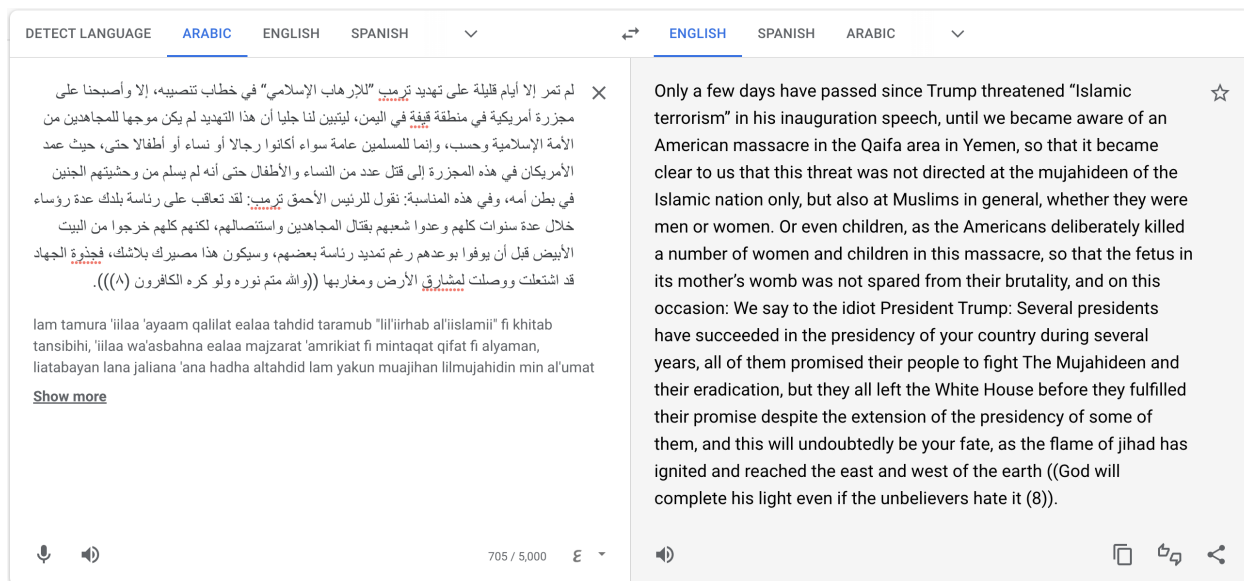 DETECT LANGUAGE ARABIC ENGLISH SPANISH
ENGLISH SPANISH ARABIC
لم تمر إلا أيام قليلة على تهديد ترمب "للإرهاب الإسلامي" في خطاب تنصيبه، إلا وأصبحنا على
مجزرة أمريكية في منطقة قيفة في اليمن، ليتبين لنا جليا أن هذا التهديد لم يكن موجها للمجاهدين من
الأمة الإسلامية وحسب، وإنما للمسلمين عامة سواء أكانوا رجالا أو نساء أو أطفالا حتى، حيث عمد
الأمريكان في هذه المجزرة إلى قتل عدد من النساء والأطفال حتى أنه لم يسلم من وحشيتهم الجنين
في بطن أمه، وفي هذه المناسبة: نقول للرئيس الأحمق ترمب: لقد تعاقب على رئاسة بلدك عدة رؤساء
خلال عدة سنوات كلهم وعدوا شعبهم بقتال المجاهدين واستئصالهم، لكنهم كلهم خرجوا من البيت
الأبيض قبل أن يوفوا بوعدهم رغم تمديد رئاسة بعضهم، وسيكون هذا مصيرك بلاشك، فجذوة الجهاد
قد اشتعلت ووصلت لمشارق الأرض ومغاربها ((والله متم نوره ولو كره الكافرون (٨))).
lam tamura 'iilaa 'ayaam qalilat ealaa tahdid taramub "lil'iirhab al'iislamii" fi khitab
tansibihi, 'iilaa wa'asbahna ealaa majzarat 'amrikiat fi mintaqat qifat fi alyaman,
liatabayan lana jaliana 'ana hadha altahdid lam yakun muajihan lilmujahidin min al'umat
Show more
705 / 5,000
ع
Only a few days have passed since Trump threatened “Islamic
terrorism” in his inauguration speech, until we became aware of an
American massacre in the Qaifa area in Yemen, so that it became
clear to us that this threat was not directed at the mujahideen of the
Islamic nation only, but also at Muslims in general, whether they were
men or women. Or even children, as the Americans deliberately killed
a number of women and children in this massacre, so that the fetus in
its mother’s womb was not spared from their brutality, and on this
occasion: We say to the idiot President Trump: Several presidents
have succeeded in the presidency of your country during several
years, all of them promised their people to fight The Mujahideen and
their eradication, but they all left the White House before they fulfilled
their promise despite the extension of the presidency of some of
them, and this will undoubtedly be your fate, as the flame of jihad has
ignited and reached the east and west of the earth ((God will
complete his light even if the unbelievers hate it (8)).